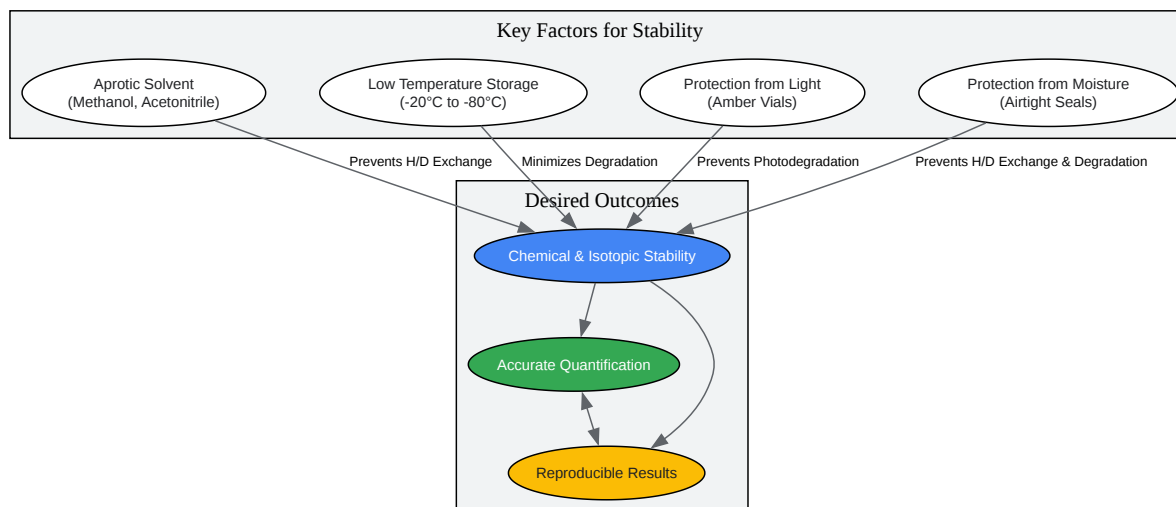 Key Factors for Stability
Aprotic Solvent
(Methanol, Acetonitrile)
Low Temperature Storage
(-20°C to -80°C)
Protection from Light
(Amber Vials)
Protection from Moisture
(Airtight Seals)
Prevents H/D Exchange
Minimizes Degradation
Prevents Photodegradation
Prevents H/D Exchange & Degradation
Desired Outcomes
Chemical & Isotopic Stability
Accurate Quantification
Reproducible Results